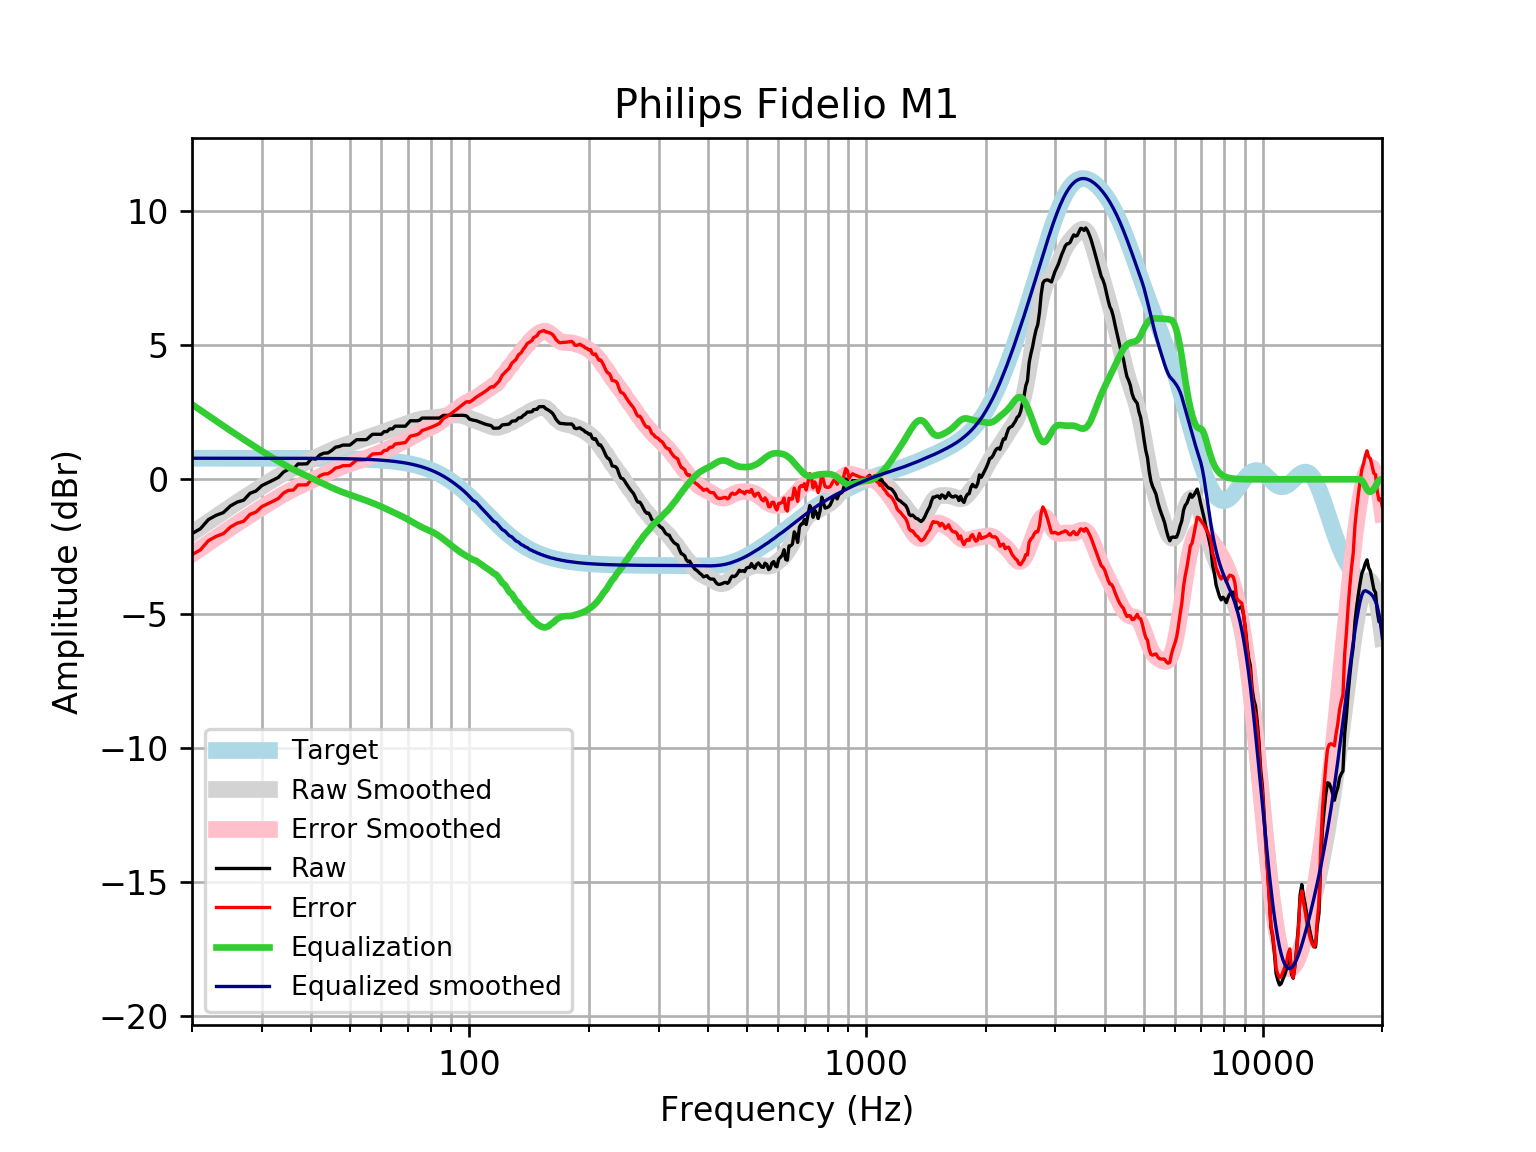 Philips Fidelio M1
Amplitude (dBr)
10
5
0
−5
−10
−15
−20
Target
Raw Smoothed
Error Smoothed
Raw
Error
Equalization
Equalized smoothed
100 1000 10000
Frequency (Hz)